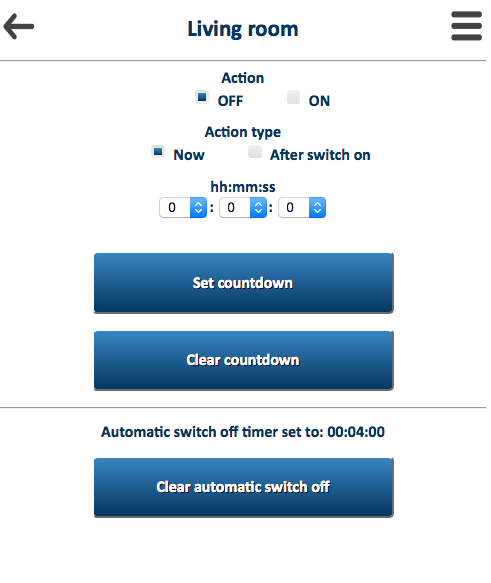 Living room
Action
OFF ON
Action type
Now After switch on
hh:mm:ss
0 : 0 : 0
Set countdown
Clear countdown
Automatic switch off timer set to: 00:04:00
Clear automatic switch off